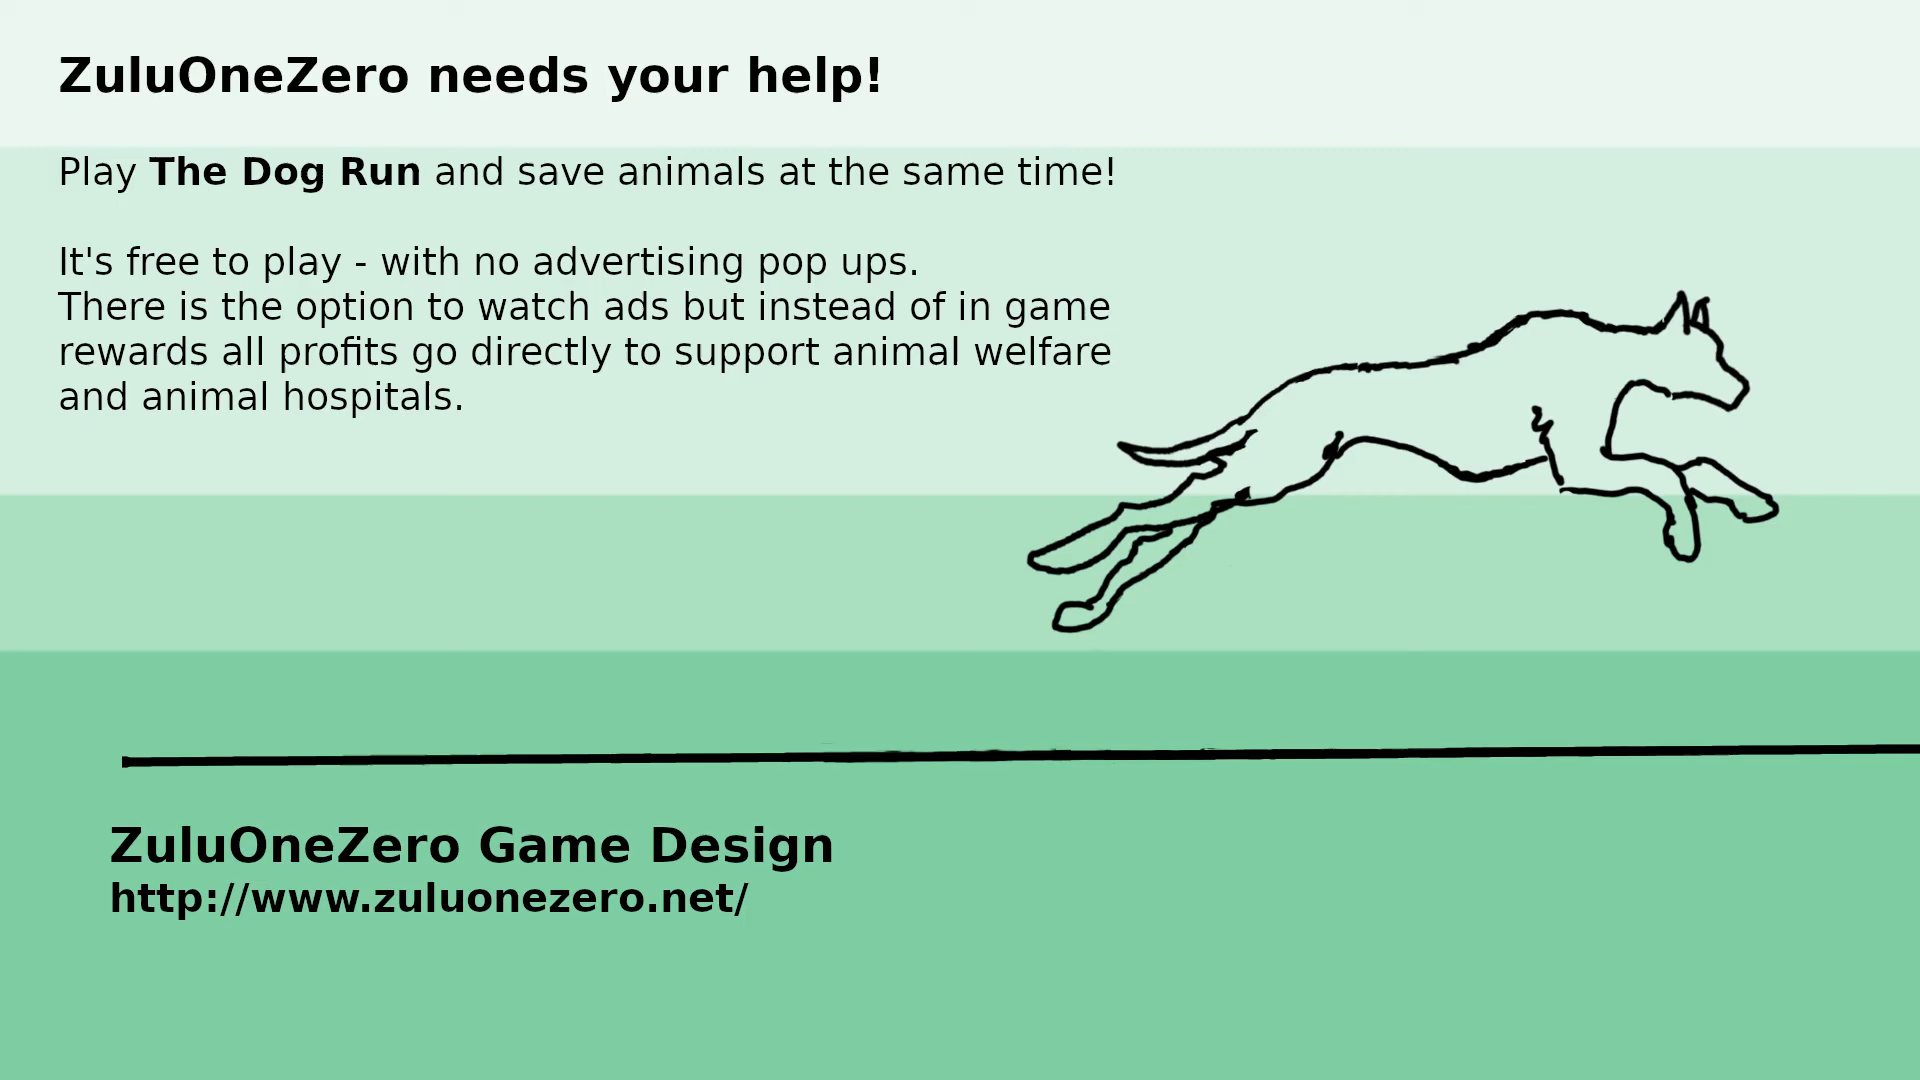 ZuluOneZero needs your help!
Play The Dog Run and save animals at the same time!
It's free to play - with no advertising pop ups.
There is the option to watch ads but instead of in game
rewards all profits go directly to support animal welfare
and animal hospitals.
ZuluOneZero Game Design
http://www.zuluonezero.net/